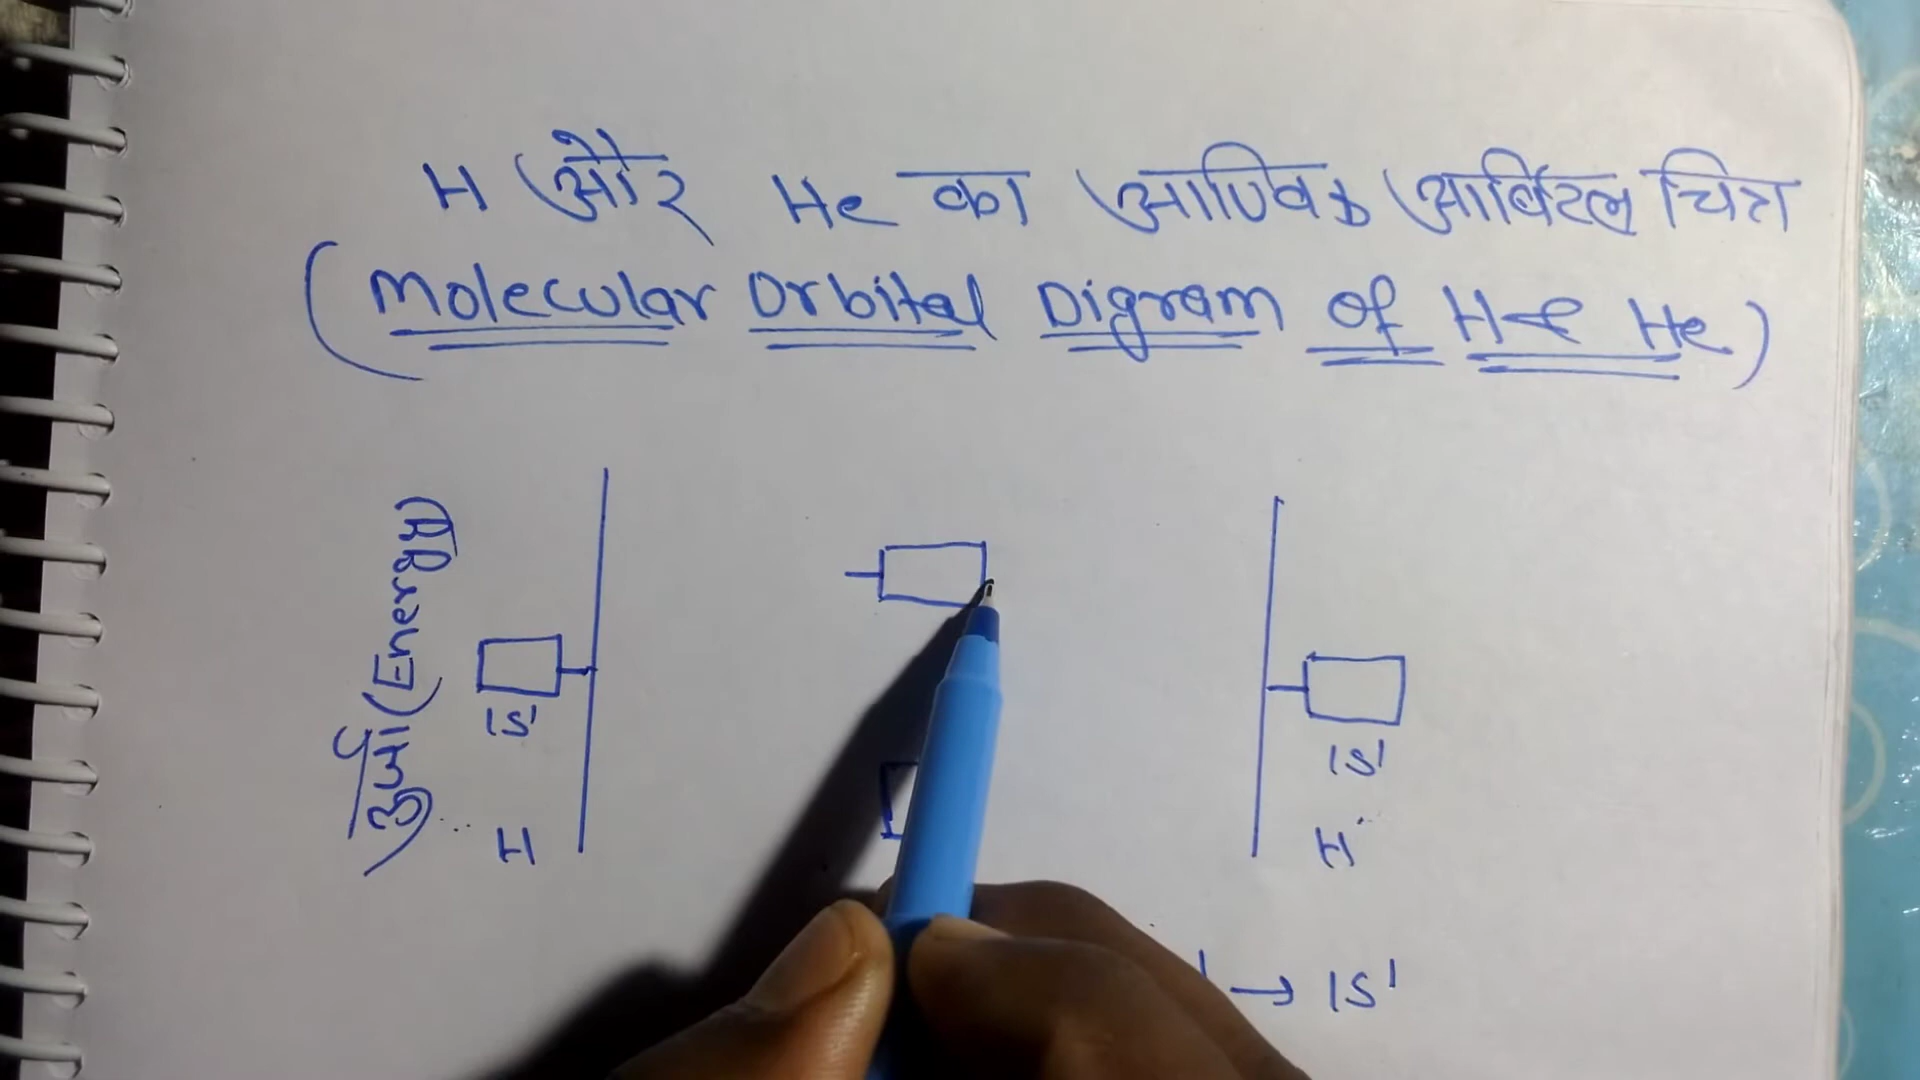 H और He का आण्विक आर्बिटल चित्र
(Molecular Orbital Digram of H & He)
ऊर्जा (Energy)
1S¹
1S¹
H
H
→ 1S¹